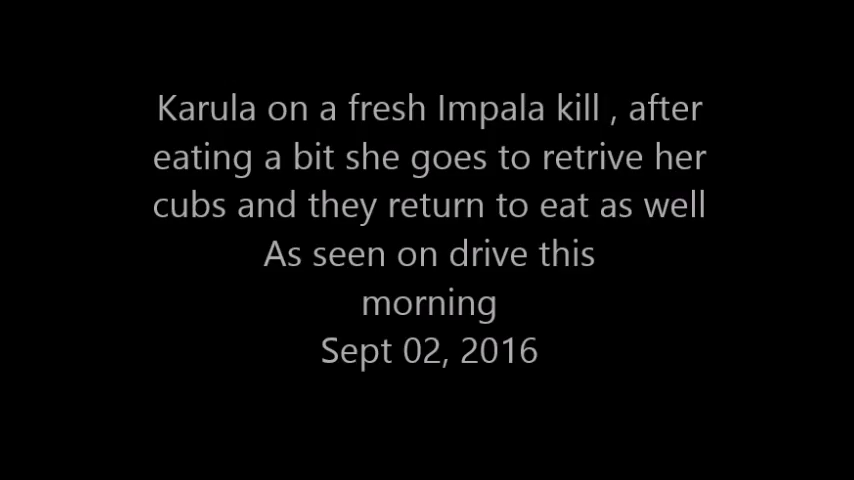 Karula on a fresh Impala kill , after
eating a bit she goes to retrive her
cubs and they return to eat as well
As seen on drive this
morning
Sept 02, 2016